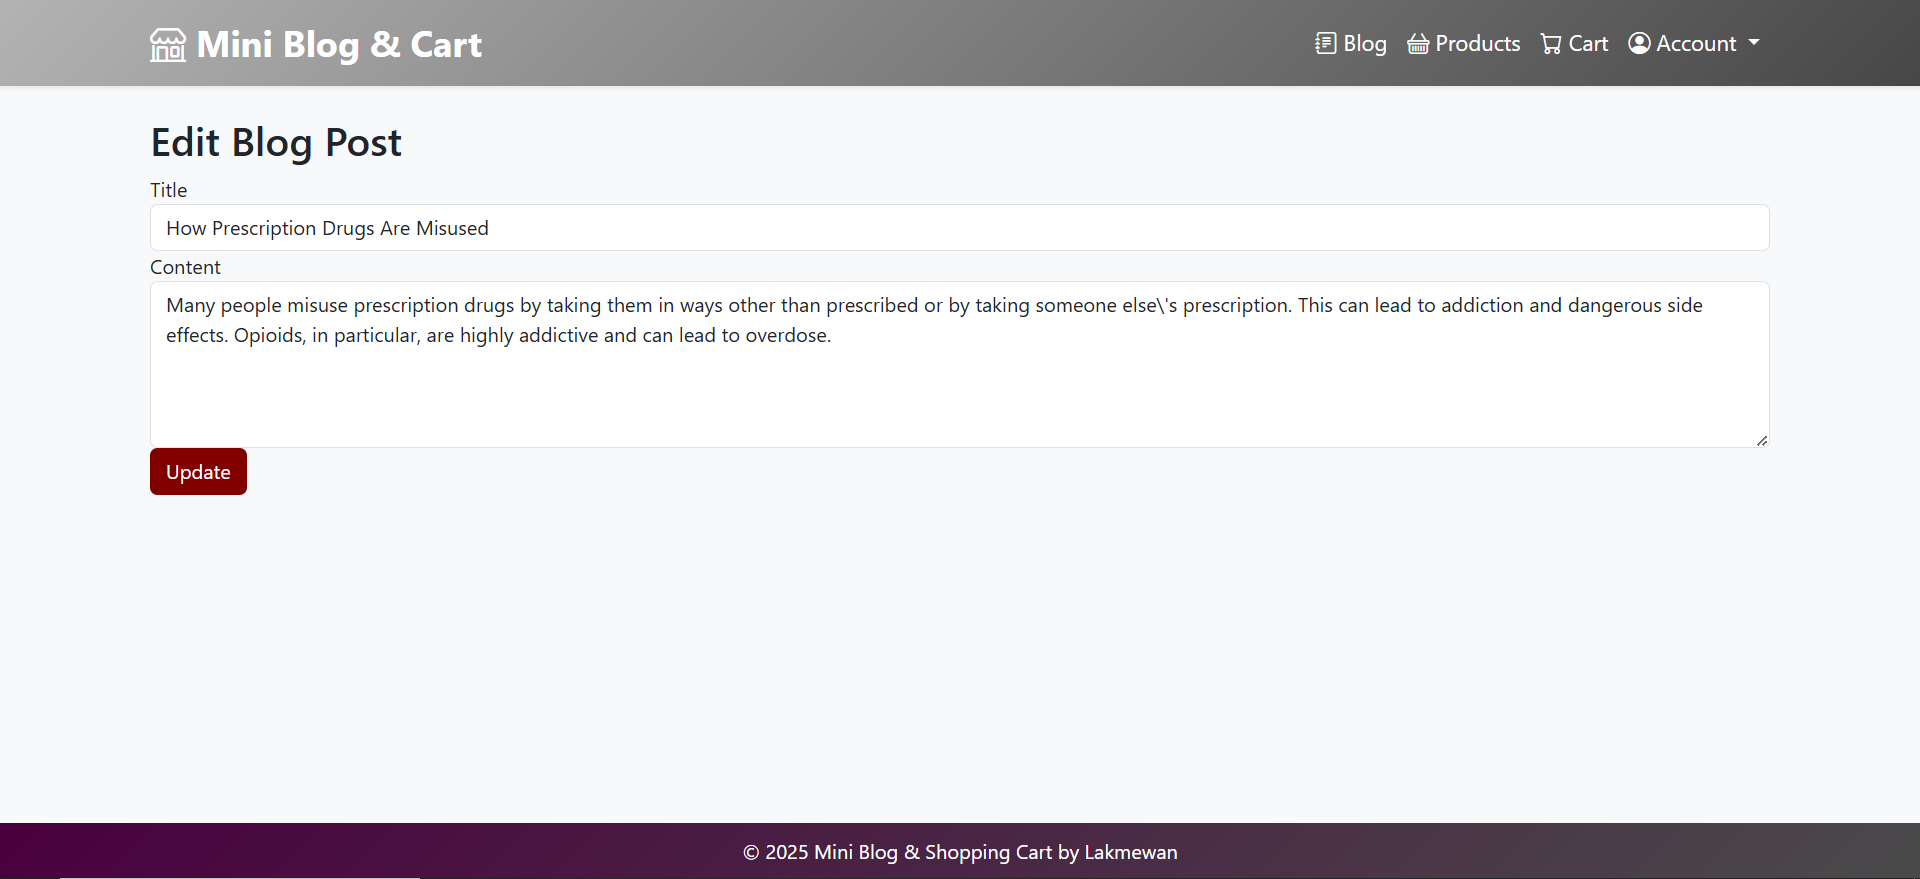 Mini Blog & Cart
Blog
Products
Cart
Account
Edit Blog Post
Title
How Prescription Drugs Are Misused
Content
Many people misuse prescription drugs by taking them in ways other than prescribed or by taking someone else\'s prescription. This can lead to addiction and dangerous side
effects. Opioids, in particular, are highly addictive and can lead to overdose.
Update
© 2025 Mini Blog & Shopping Cart by Lakmewan